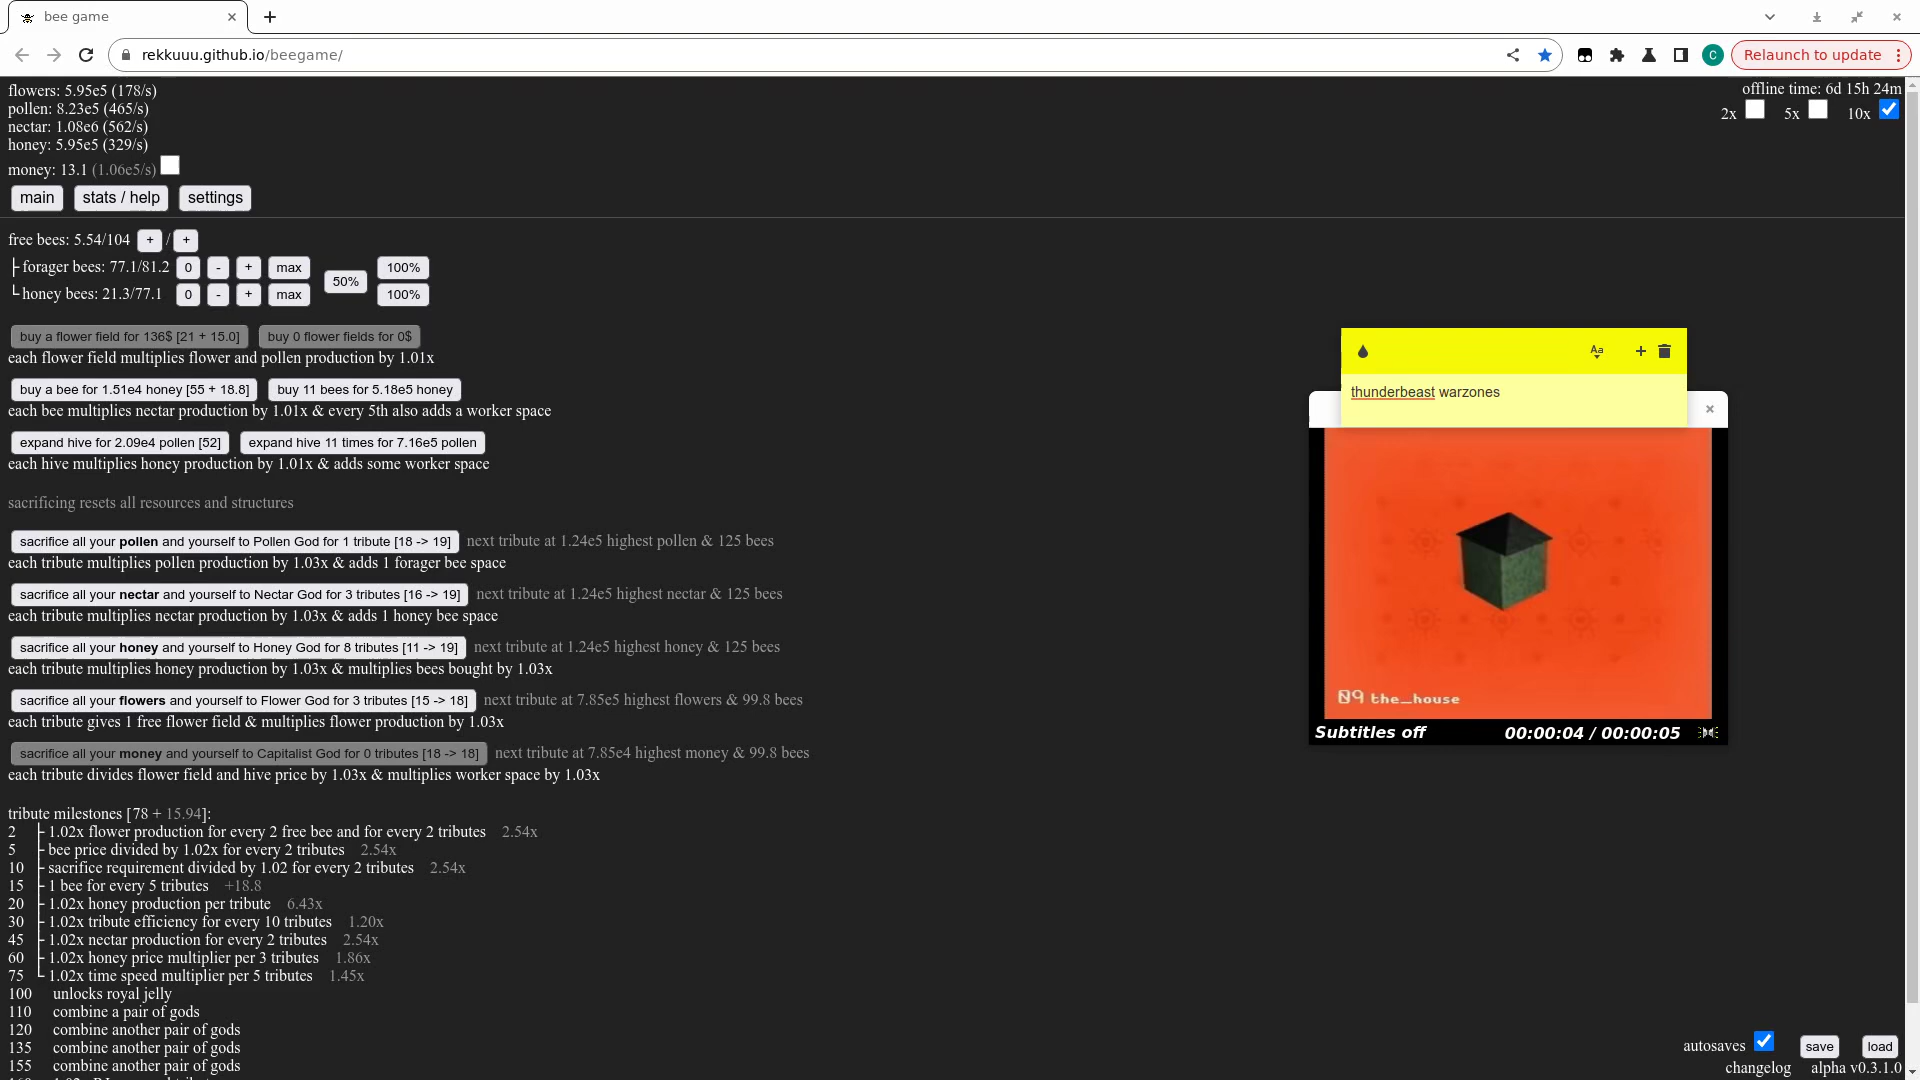 bee game
rekkuuu.github.io/beegame/
C
Relaunch to update
flowers: 5.95e5 (178/s)
pollen: 8.23e5 (465/s)
nectar: 1.08e6 (562/s)
honey: 5.95e5 (329/s)
money: 13.1 (1.06e5/s)
offline time: 6d 15h 24m
2x 5x 10x
main stats / help settings
free bees: 5.54/104 + / +
├ forager bees: 77.1/81.2 0 - + max 50% 100%
└ honey bees: 21.3/77.1 0 - + max 100%
buy a flower field for 136$ [21 + 15.0] buy 0 flower fields for 0$
each flower field multiplies flower and pollen production by 1.01x
buy a bee for 1.51e4 honey [55 + 18.8] buy 11 bees for 5.18e5 honey
each bee multiplies nectar production by 1.01x & every 5th also adds a worker space
expand hive for 2.09e4 pollen [52] expand hive 11 times for 7.16e5 pollen
each hive multiplies honey production by 1.01x & adds some worker space
sacrificing resets all resources and structures
sacrifice all your pollen and yourself to Pollen God for 1 tribute [18 -> 19] next tribute at 1.24e5 highest pollen & 125 bees
each tribute multiplies pollen production by 1.03x & adds 1 forager bee space
sacrifice all your nectar and yourself to Nectar God for 3 tributes [16 -> 19] next tribute at 1.24e5 highest nectar & 125 bees
each tribute multiplies nectar production by 1.03x & adds 1 honey bee space
sacrifice all your honey and yourself to Honey God for 8 tributes [11 -> 19] next tribute at 1.24e5 highest honey & 125 bees
each tribute multiplies honey production by 1.03x & multiplies bees bought by 1.03x
sacrifice all your flowers and yourself to Flower God for 3 tributes [15 -> 18] next tribute at 7.85e5 highest flowers & 99.8 bees
each tribute gives 1 free flower field & multiplies flower production by 1.03x
sacrifice all your money and yourself to Capitalist God for 0 tributes [18 -> 18] next tribute at 7.85e4 highest money & 99.8 bees
each tribute divides flower field and hive price by 1.03x & multiplies worker space by 1.03x
tribute milestones [78 + 15.94]:
2 ├ 1.02x flower production for every 2 free bee and for every 2 tributes 2.54x
5 ├ bee price divided by 1.02x for every 2 tributes 2.54x
10 ├ sacrifice requirement divided by 1.02 for every 2 tributes 2.54x
15 ├ 1 bee for every 5 tributes +18.8
20 ├ 1.02x honey production per tribute 6.43x
30 ├ 1.02x tribute efficiency for every 10 tributes 1.20x
45 ├ 1.02x nectar production for every 2 tributes 2.54x
60 ├ 1.02x honey price multiplier per 3 tributes 1.86x
75 └ 1.02x time speed multiplier per 5 tributes 1.45x
100 unlocks royal jelly
110 combine a pair of gods
120 combine another pair of gods
135 combine another pair of gods
155 combine another pair of gods
Aa
thunderbeast warzones
09 the_house
Subtitles off 00:00:04 / 00:00:05
autosaves save load
changelog alpha v0.3.1.0